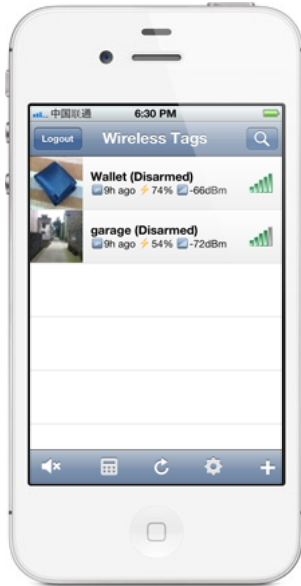 中国联通 6:30 PM
Logout Wireless Tags
Wallet (Disarmed)
9h ago 74% -66dBm
garage (Disarmed)
9h ago 54% -72dBm